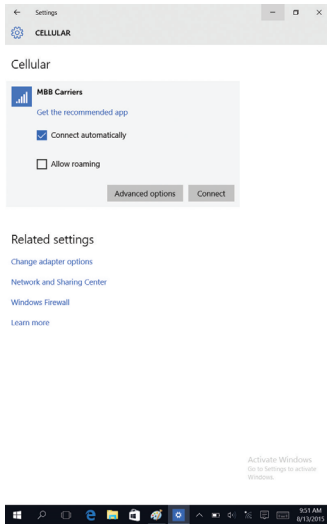 Settings
CELLULAR
Cellular
MBB Carriers
Get the recommended app
Connect automatically
Allow roaming
Advanced options
Connect
Related settings
Change adapter options
Network and Sharing Center
Windows Firewall
Learn more
Activate Windows
Go to Settings to activate
Windows.
9:51 AM
8/13/2015